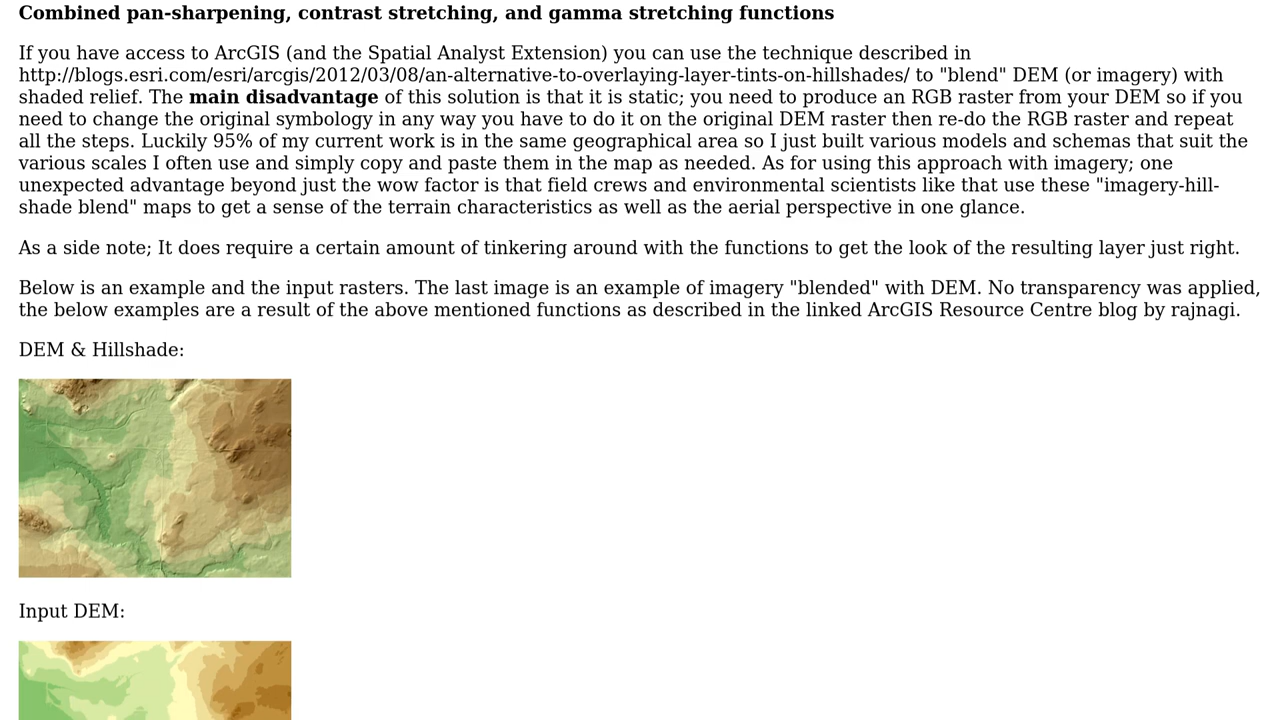 Combined pan-sharpening, contrast stretching, and gamma stretching functions
If you have access to ArcGIS (and the Spatial Analyst Extension) you can use the technique described in
http://blogs.esri.com/esri/arcgis/2012/03/08/an-alternative-to-overlaying-layer-tints-on-hillshades/ to "blend" DEM (or imagery) with
shaded relief. The main disadvantage of this solution is that it is static; you need to produce an RGB raster from your DEM so if you
need to change the original symbology in any way you have to do it on the original DEM raster then re-do the RGB raster and repeat
all the steps. Luckily 95% of my current work is in the same geographical area so I just built various models and schemas that suit the
various scales I often use and simply copy and paste them in the map as needed. As for using this approach with imagery; one
unexpected advantage beyond just the wow factor is that field crews and environmental scientists like that use these "imagery-hill-
shade blend" maps to get a sense of the terrain characteristics as well as the aerial perspective in one glance.
As a side note; It does require a certain amount of tinkering around with the functions to get the look of the resulting layer just right.
Below is an example and the input rasters. The last image is an example of imagery "blended" with DEM. No transparency was applied,
the below examples are a result of the above mentioned functions as described in the linked ArcGIS Resource Centre blog by rajnagi.
DEM & Hillshade:
Input DEM: